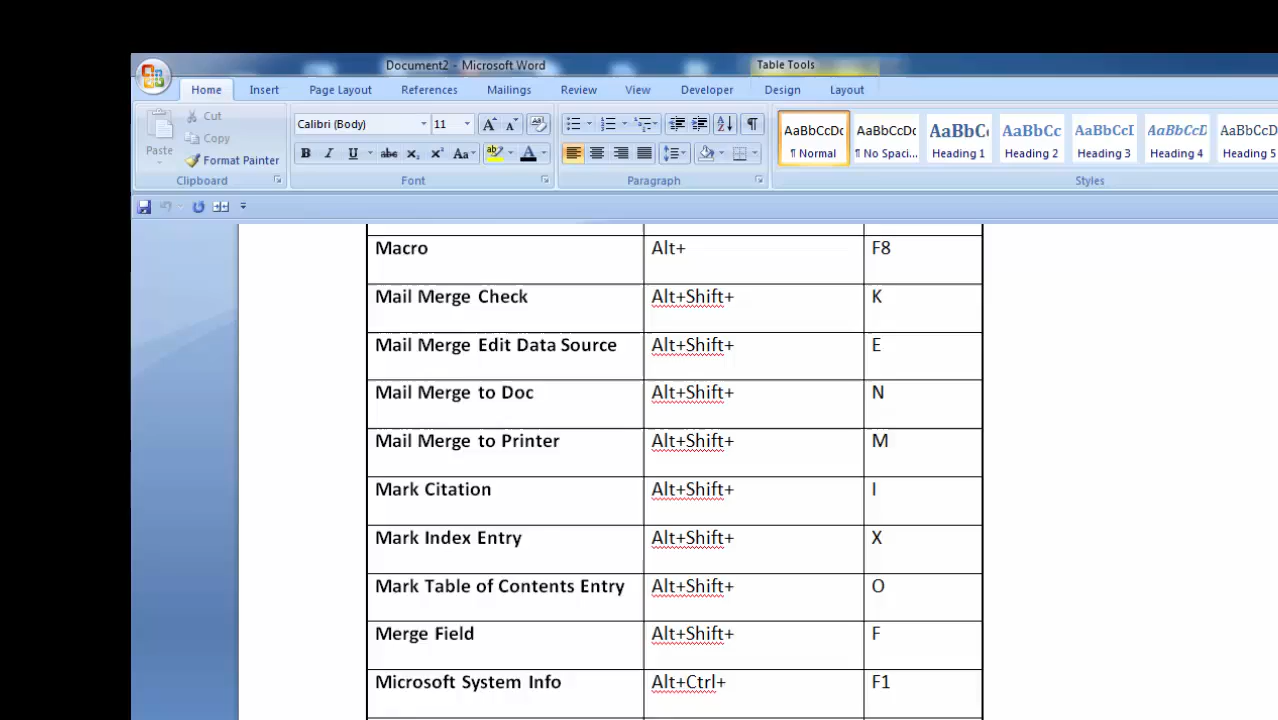 Document2 - Microsoft Word Table Tools
Home Insert Page Layout References Mailings Review View Developer Design Layout
Paste
Cut
Copy
Format Painter
Clipboard
Calibri (Body) 11
Font
Paragraph
AaBbCcDc AaBbCcDc AaBbC AaBbCc AaBbCcI AaBbCcD AaBbCcD
¶ Normal ¶ No Spaci... Heading 1 Heading 2 Heading 3 Heading 4 Heading 5
Styles
Macro Alt+ F8
Mail Merge Check Alt+Shift+ K
Mail Merge Edit Data Source Alt+Shift+ E
Mail Merge to Doc Alt+Shift+ N
Mail Merge to Printer Alt+Shift+ M
Mark Citation Alt+Shift+ I
Mark Index Entry Alt+Shift+ X
Mark Table of Contents Entry Alt+Shift+ O
Merge Field Alt+Shift+ F
Microsoft System Info Alt+Ctrl+ F1